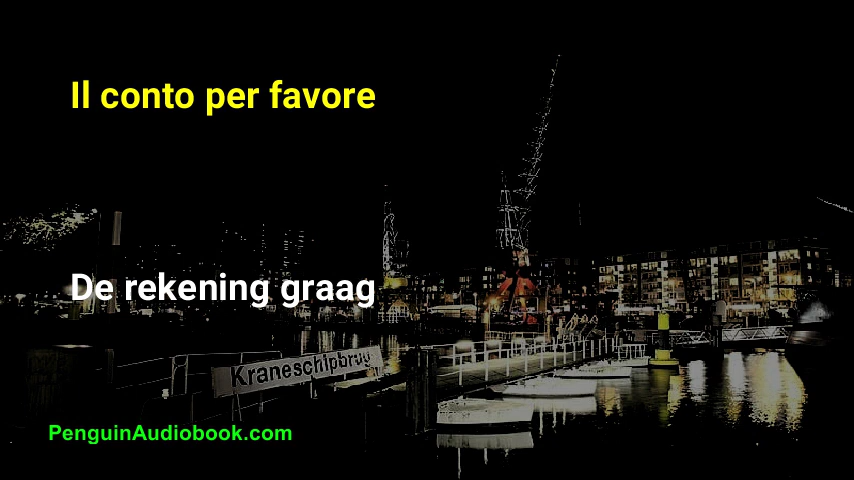 Il conto per favore
De rekening graag
Kraneschipbrug
PenguinAudiobook.com